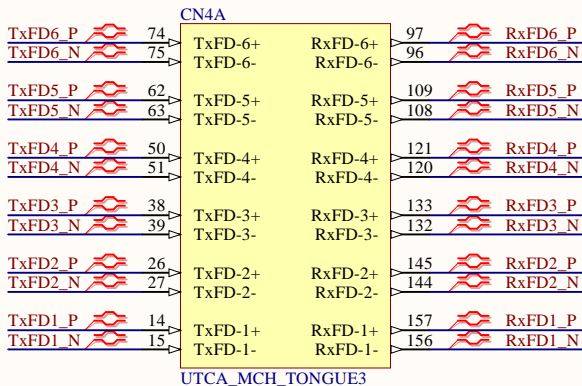 CN4A
TxFD6_P 74 TxFD-6+ RxFD-6+ 97 RxFD6_P
TxFD6_N 75 TxFD-6- RxFD-6- 96 RxFD6_N
TxFD5_P 62 TxFD-5+ RxFD-5+ 109 RxFD5_P
TxFD5_N 63 TxFD-5- RxFD-5- 108 RxFD5_N
TxFD4_P 50 TxFD-4+ RxFD-4+ 121 RxFD4_P
TxFD4_N 51 TxFD-4- RxFD-4- 120 RxFD4_N
TxFD3_P 38 TxFD-3+ RxFD-3+ 133 RxFD3_P
TxFD3_N 39 TxFD-3- RxFD-3- 132 RxFD3_N
TxFD2_P 26 TxFD-2+ RxFD-2+ 145 RxFD2_P
TxFD2_N 27 TxFD-2- RxFD-2- 144 RxFD2_N
TxFD1_P 14 TxFD-1+ RxFD-1+ 157 RxFD1_P
TxFD1_N 15 TxFD-1- RxFD-1- 156 RxFD1_N
UTCA_MCH_TONGUE3